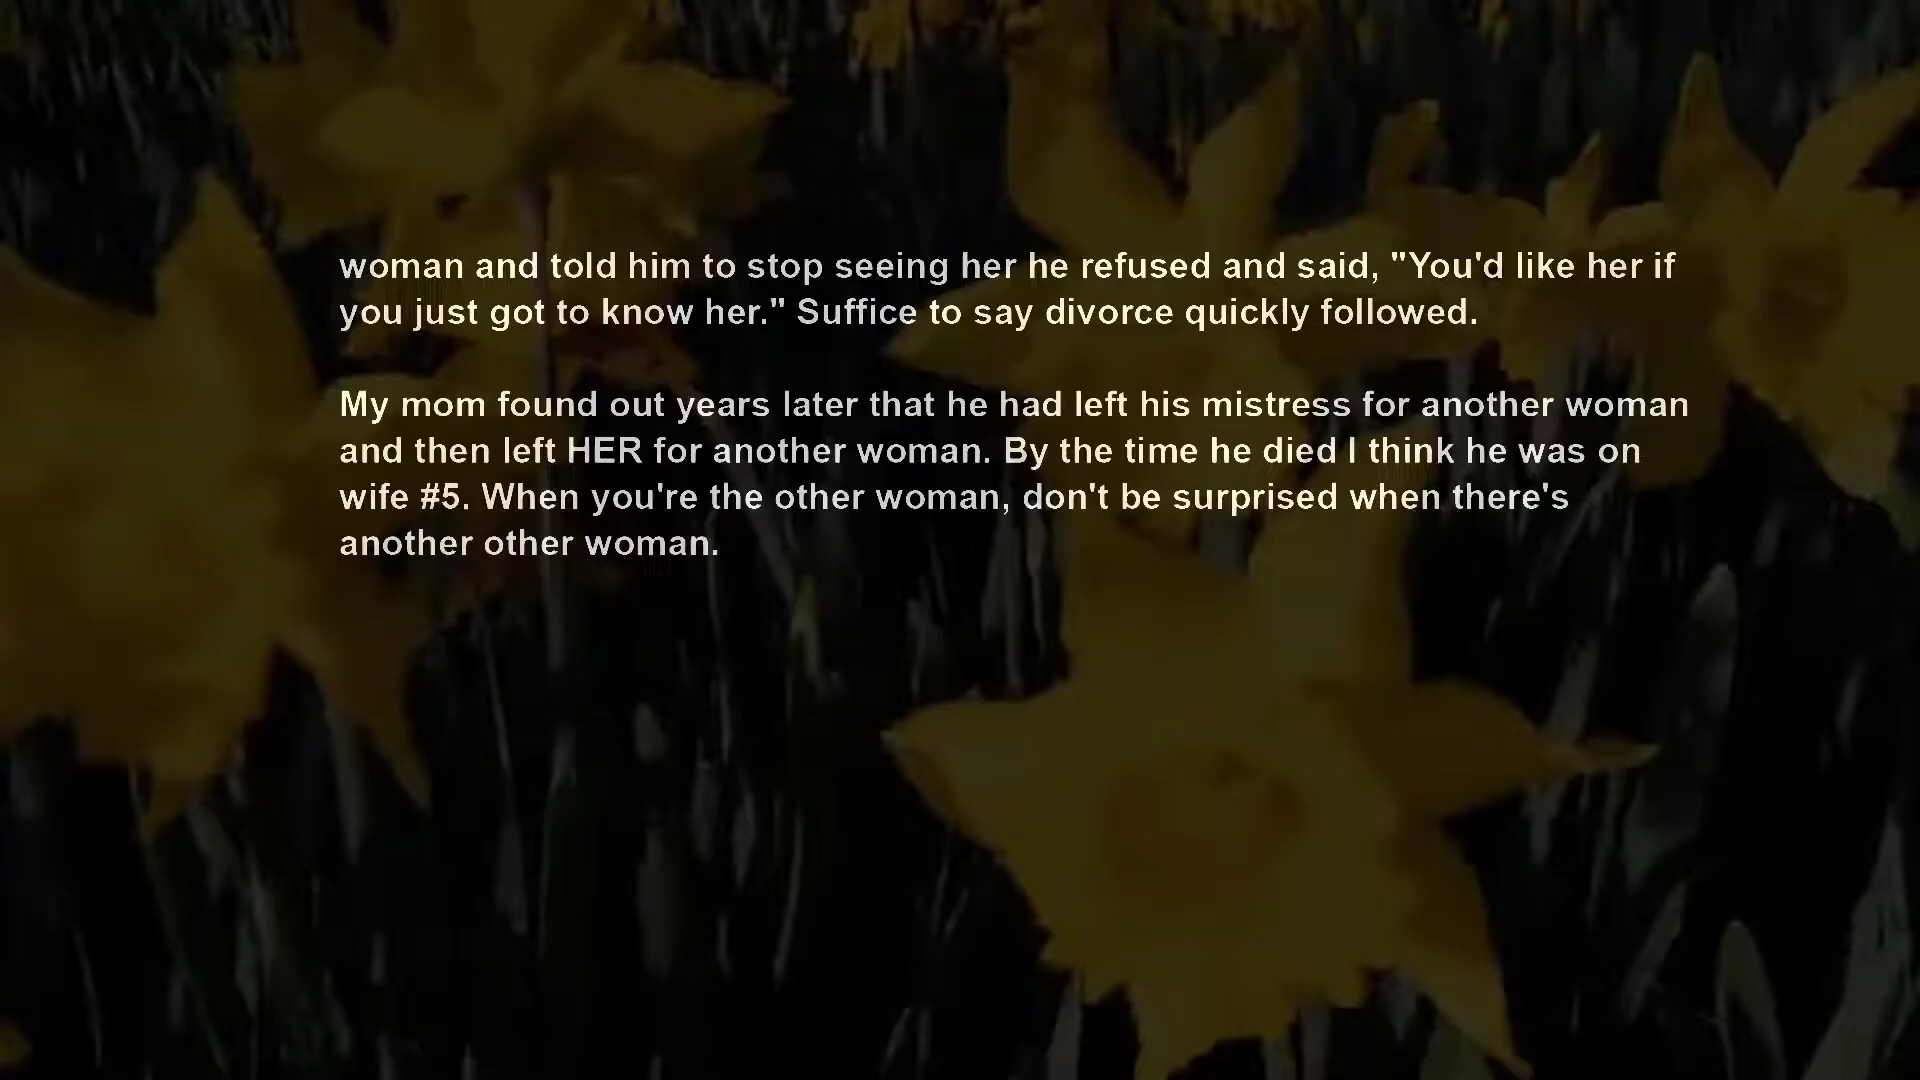 woman and told him to stop seeing her he refused and said, "You'd like her if
you just got to know her." Suffice to say divorce quickly followed.
My mom found out years later that he had left his mistress for another woman
and then left HER for another woman. By the time he died I think he was on
wife #5. When you're the other woman, don't be surprised when there's
another other woman.